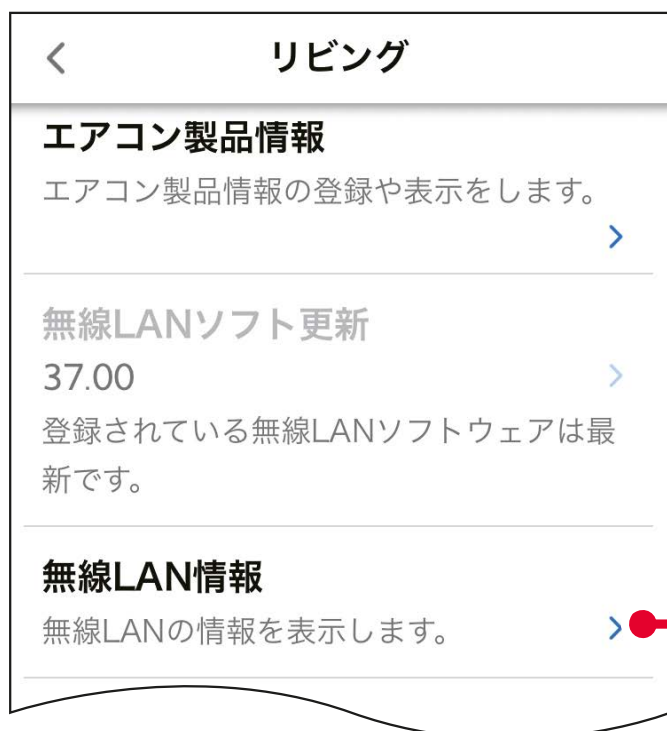 リビング
エアコン製品情報
エアコン製品情報の登録や表示をします。
無線LANソフト更新
37.00
登録されている無線LANソフトウェアは最
新です。
無線LAN情報
無線LANの情報を表示します。